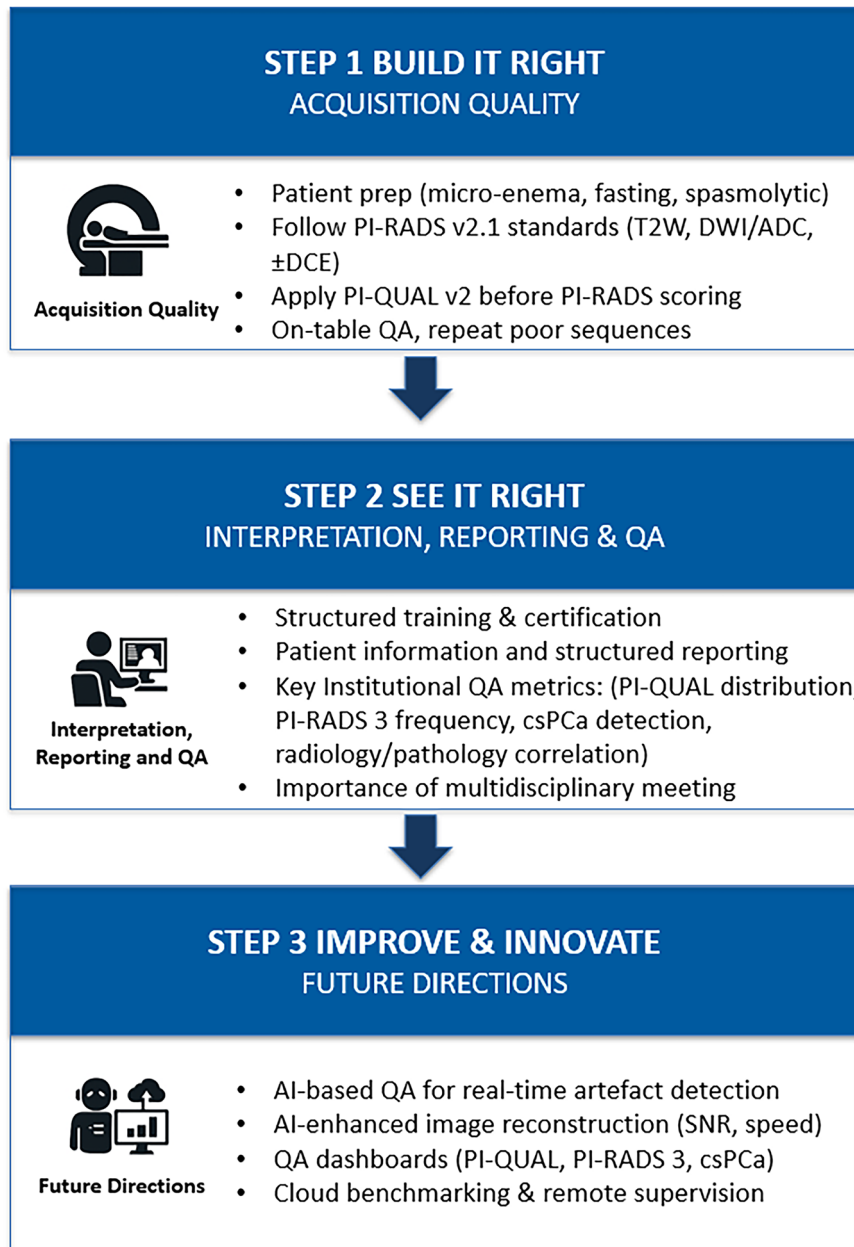 STEP 1 BUILD IT RIGHT
ACQUISITION QUALITY
Acquisition Quality
• Patient prep (micro-enema, fasting, spasmolytic)
• Follow PI-RADS v2.1 standards (T2W, DWI/ADC,
±DCE)
• Apply PI-QUAL v2 before PI-RADS scoring
• On-table QA, repeat poor sequences
STEP 2 SEE IT RIGHT
INTERPRETATION, REPORTING & QA
Interpretation,
Reporting and QA
• Structured training & certification
• Patient information and structured reporting
• Key Institutional QA metrics: (PI-QUAL distribution,
PI-RADS 3 frequency, csPCa detection,
radiology/pathology correlation)
• Importance of multidisciplinary meeting
STEP 3 IMPROVE & INNOVATE
FUTURE DIRECTIONS
Future Directions
• AI-based QA for real-time artefact detection
• AI-enhanced image reconstruction (SNR, speed)
• QA dashboards (PI-QUAL, PI-RADS 3, csPCa)
• Cloud benchmarking & remote supervision